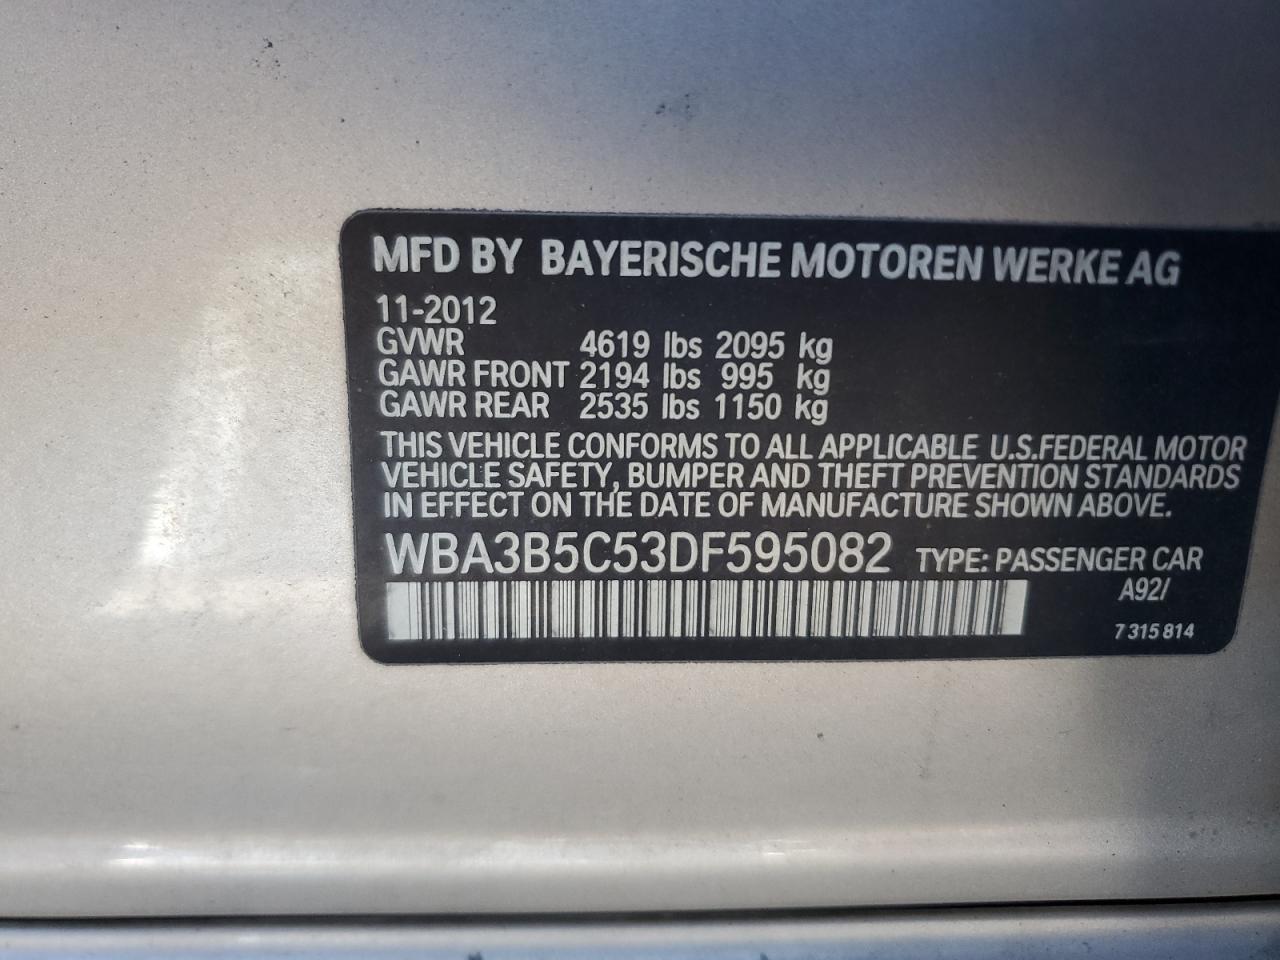 MFD BY BAYERISCHE MOTOREN WERKE AG
11-2012
GVWR 4619 lbs 2095 kg
GAWR FRONT 2194 lbs 995 kg
GAWR REAR 2535 lbs 1150 kg
THIS VEHICLE CONFORMS TO ALL APPLICABLE U.S.FEDERAL MOTOR
VEHICLE SAFETY, BUMPER AND THEFT PREVENTION STANDARDS
IN EFFECT ON THE DATE OF MANUFACTURE SHOWN ABOVE.
WBA3B5C53DF595082 TYPE: PASSENGER CAR
A92/
7 315 814